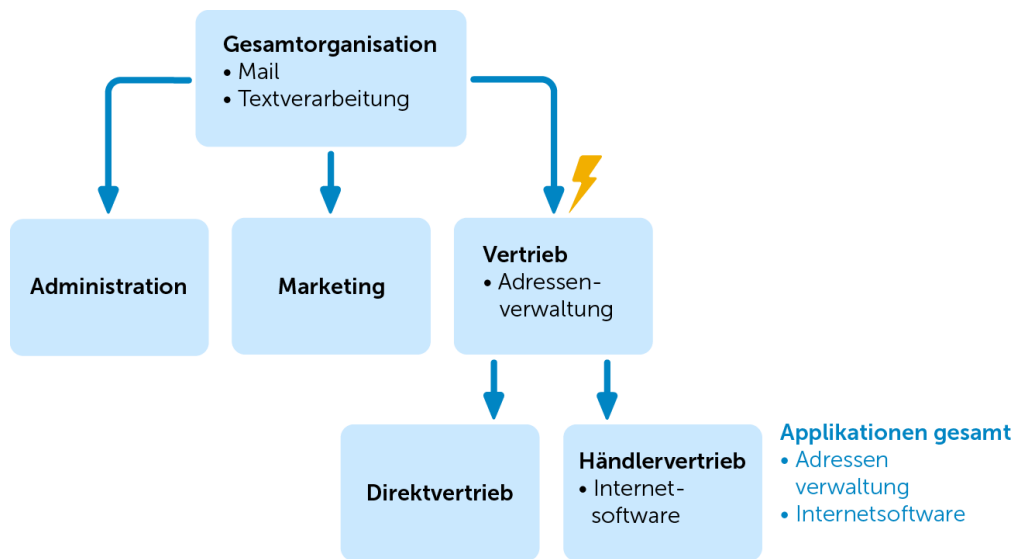 Gesamtorganisation
• Mail
• Textverarbeitung
Administration
Marketing
Vertrieb
• Adressen-
verwaltung
Direktvertrieb
Händlervertrieb
• Internet-
software
Applikationen gesamt
• Adressen
verwaltung
• Internetsoftware